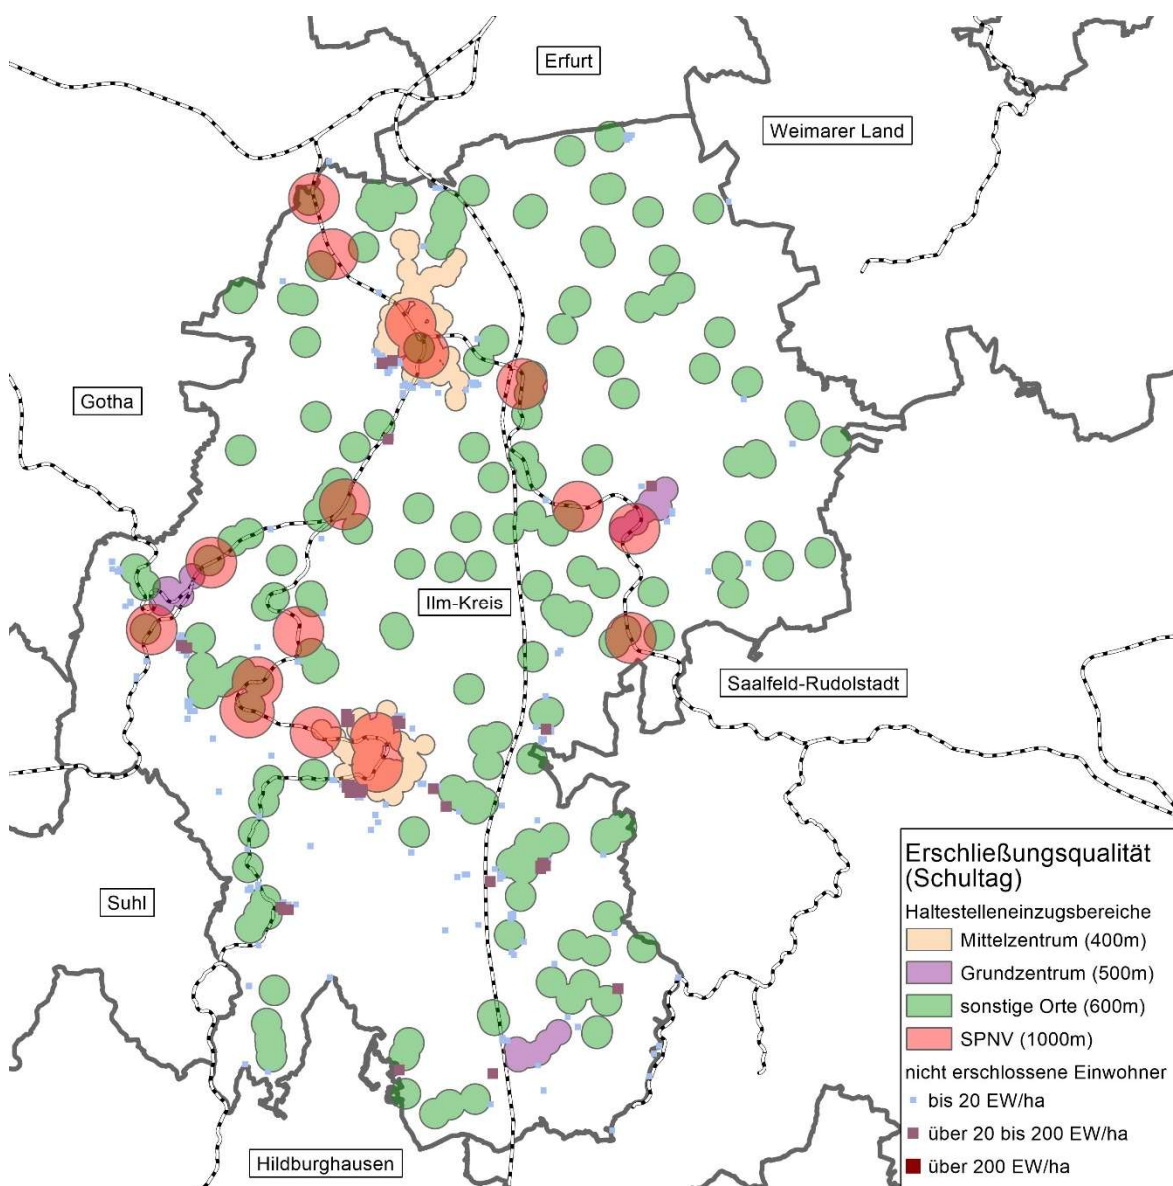 Erfurt
Weimarer Land
Gotha
Ilm-Kreis
Saalfeld-Rudolstadt
Suhl
Hildburghausen
Erschließungsqualität
(Schultag)
Haltestelleneinzugsbereiche
Mittelzentrum (400m)
Grundzentrum (500m)
sonstige Orte (600m)
SPNV (1000m)
nicht erschlossene Einwohner
bis 20 EW/ha
über 20 bis 200 EW/ha
über 200 EW/ha